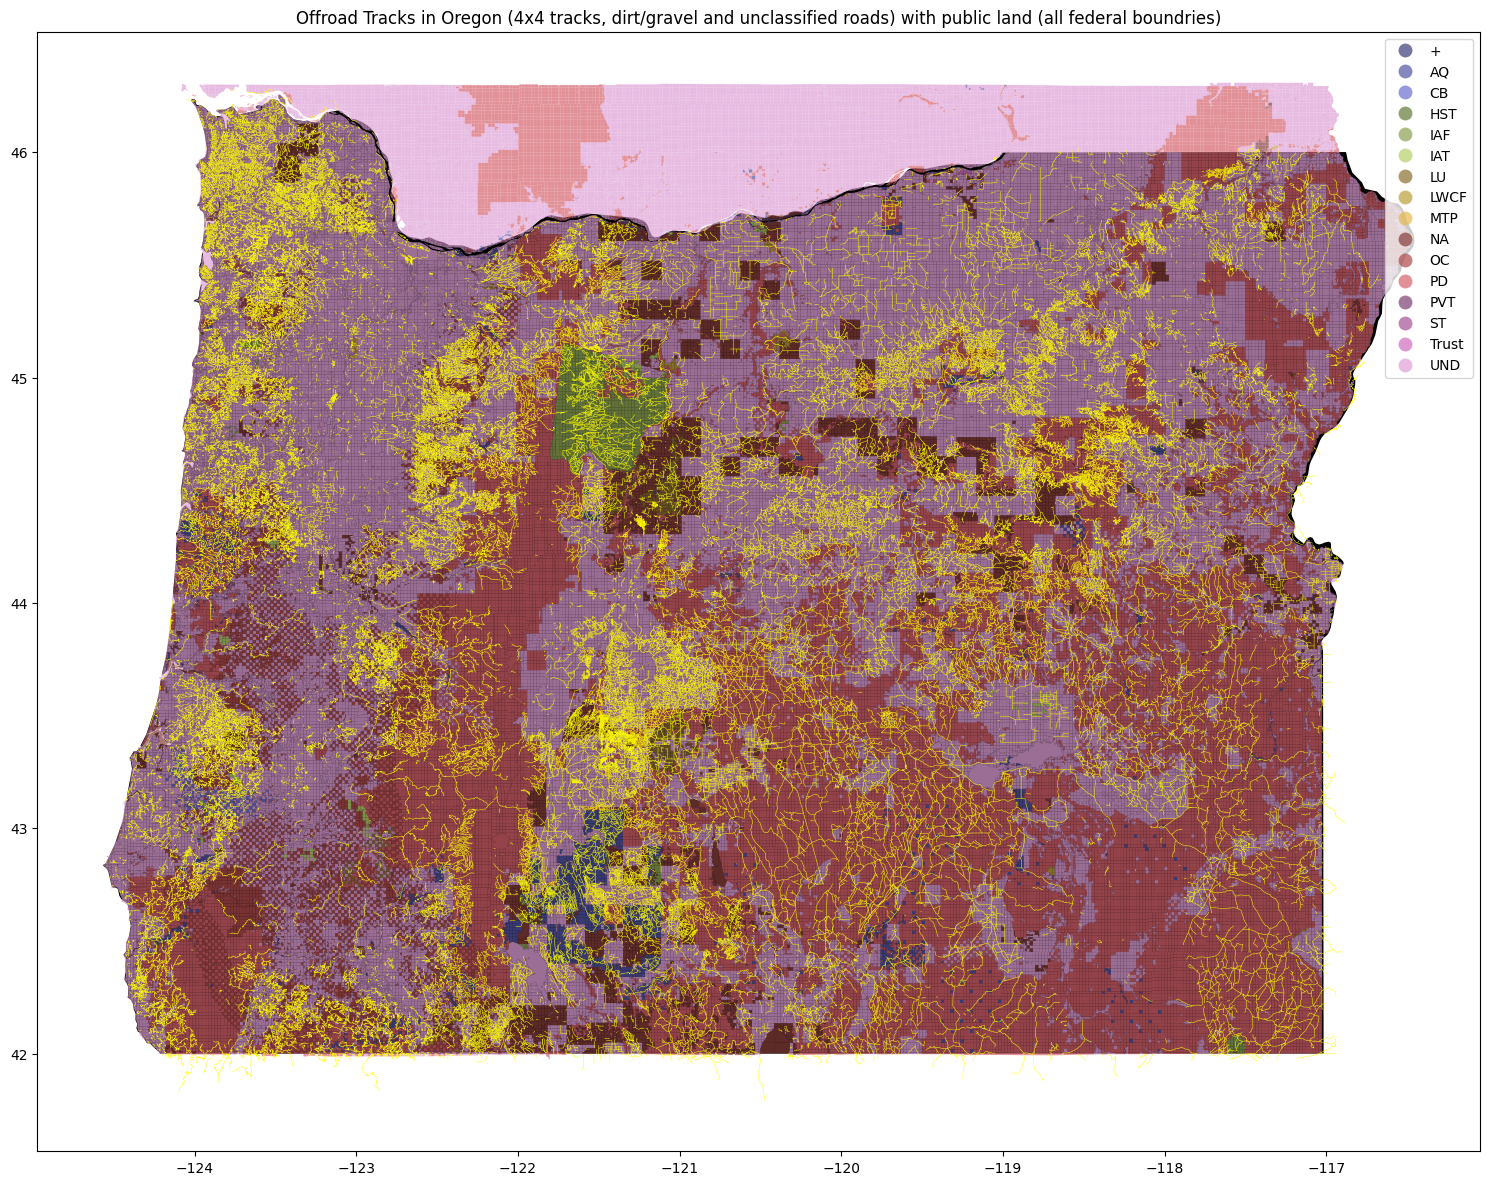 Offroad Tracks in Oregon (4x4 tracks, dirt/gravel and unclassified roads) with public land (all federal boundries)
+
AQ
CB
HST
IAF
IAT
LU
LWCF
MTP
NA
OC
PD
PVT
ST
Trust
UND
46
45
44
43
42
−124
−123
−122
−121
−120
−119
−118
−117